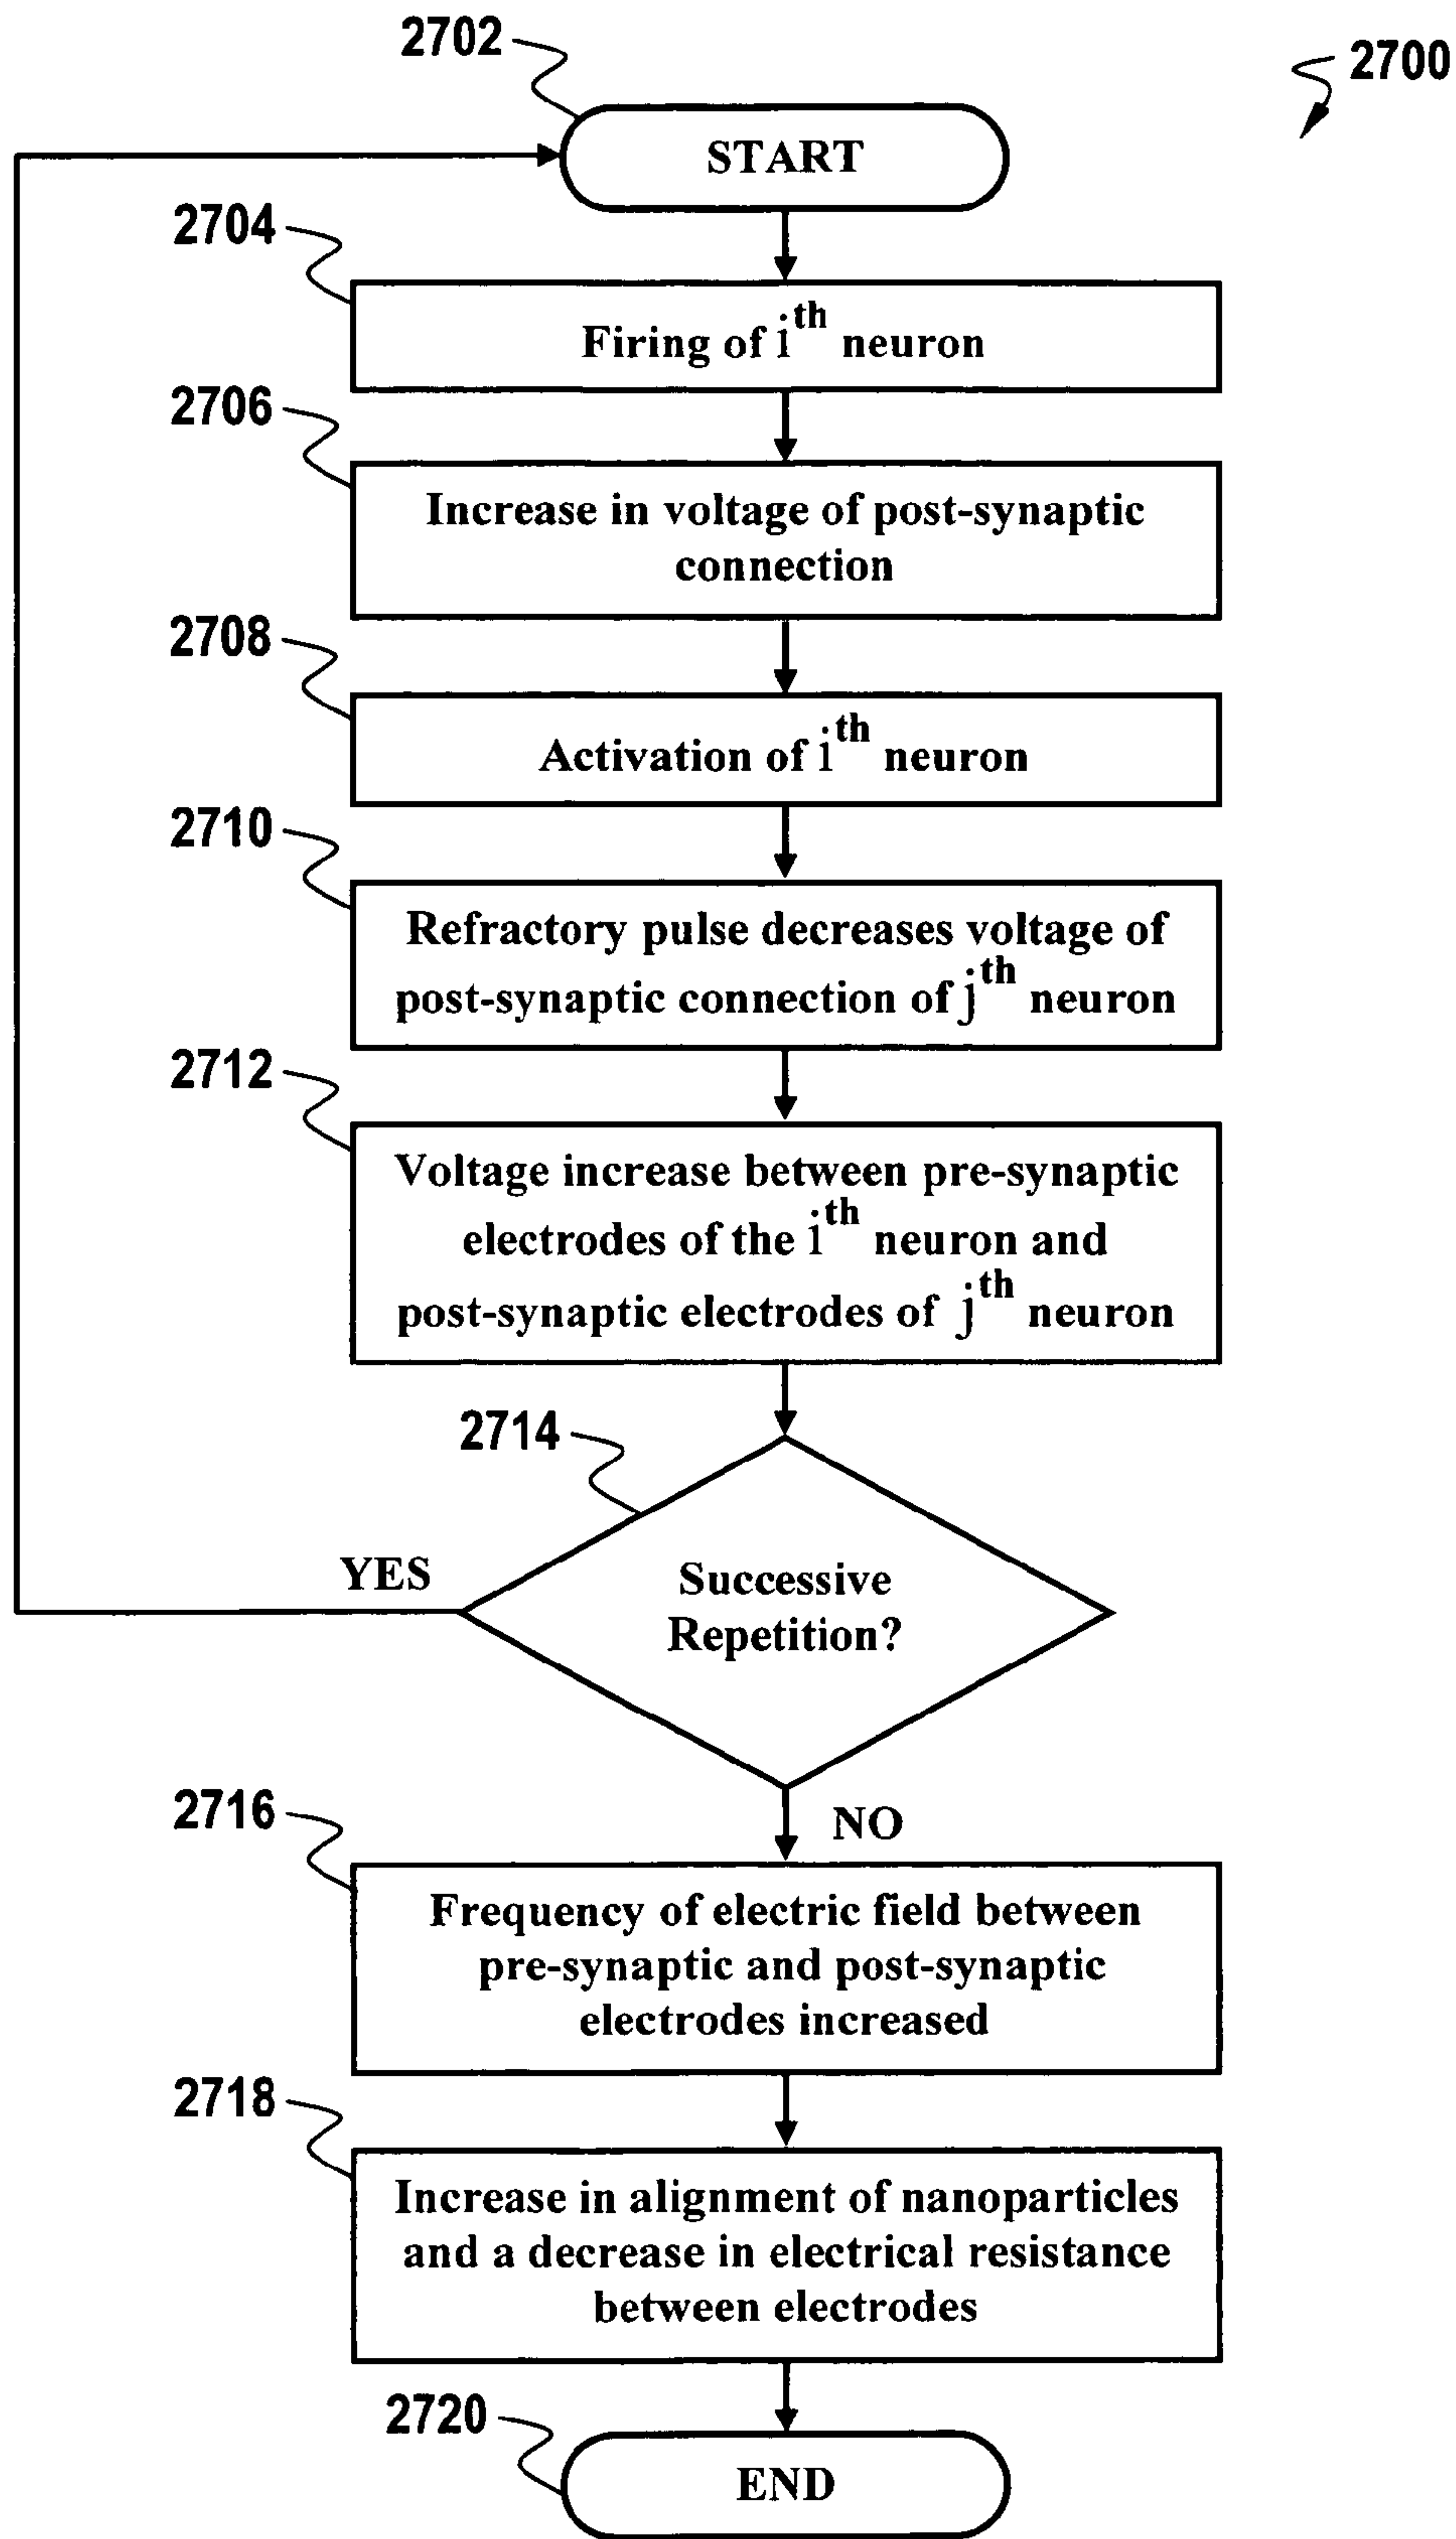 2702
2700
START
2704
Firing of i^th neuron
2706
Increase in voltage of post-synaptic
connection
2708
Activation of i^th neuron
2710
Refractory pulse decreases voltage of
post-synaptic connection of j^th neuron
2712
Voltage increase between pre-synaptic
electrodes of the i^th neuron and
post-synaptic electrodes of j^th neuron
2714
YES
Successive
Repetition?
2716
NO
Frequency of electric field between
pre-synaptic and post-synaptic
electrodes increased
2718
Increase in alignment of nanoparticles
and a decrease in electrical resistance
between electrodes
2720
END